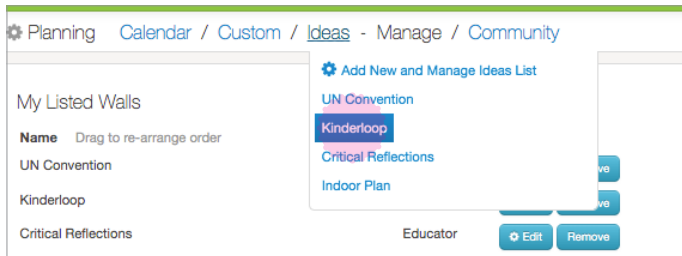 Planning Calendar / Custom / Ideas - Manage / Community
Add New and Manage Ideas List
My Listed Walls
UN Convention
Name Drag to re-arrange order
Kinderloop
UN Convention
Critical Reflections
Indoor Plan
Kinderloop
Critical Reflections Educator Edit Remove